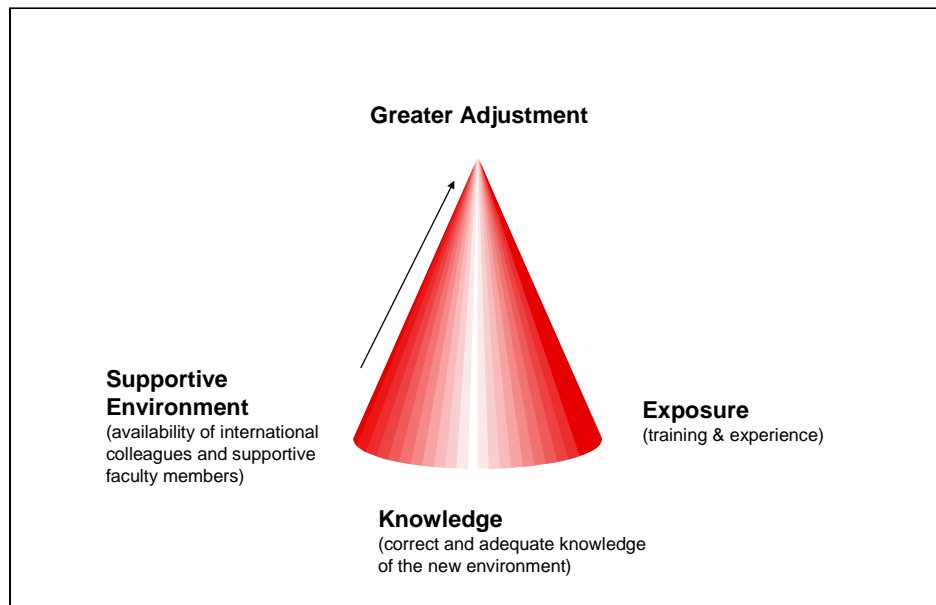 Greater Adjustment
Supportive
Environment
(availability of international
colleagues and supportive
faculty members)
Exposure
(training & experience)
Knowledge
(correct and adequate knowledge
of the new environment)